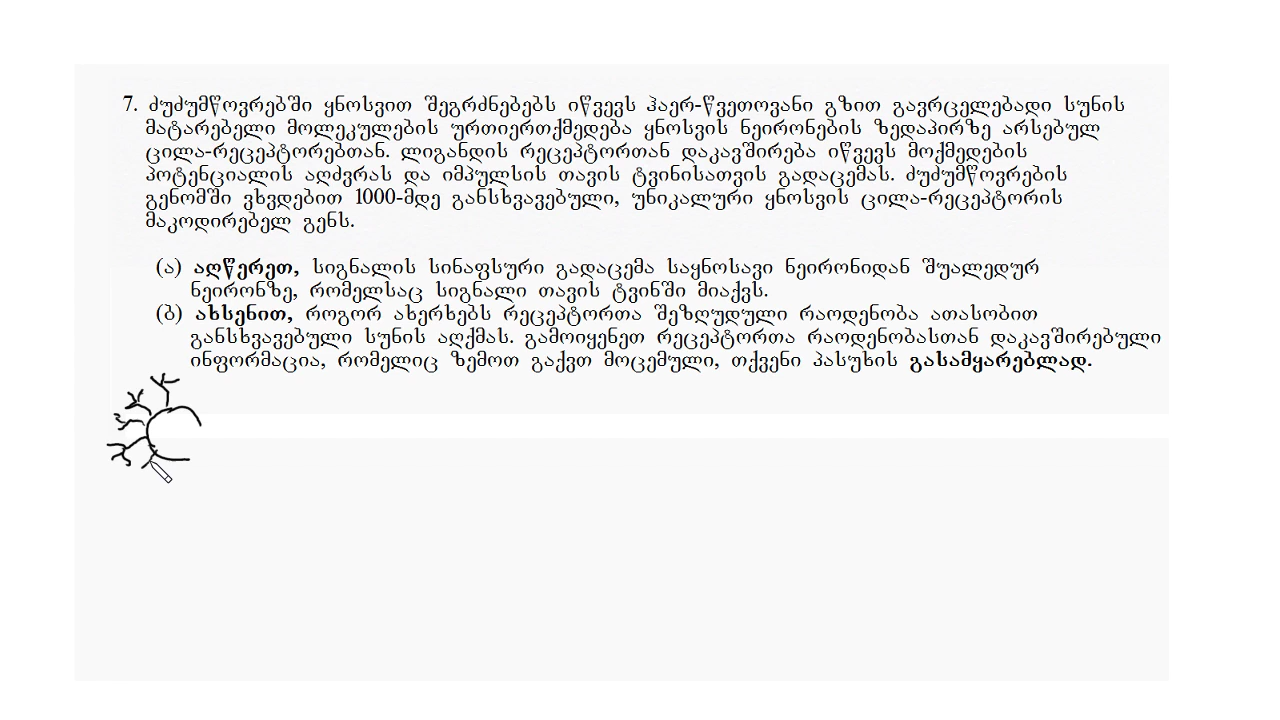 7. ძუძუმწოვრებში ყნოსვით შეგრძნებებს იწვევს ჰაერ-წვეთოვანი გზით გავრცელებადი სუნის
მატარებელი მოლეკულების ურთიერთქმედება ყნოსვის ნეირონების ზედაპირზე არსებულ
ცილა-რეცეპტორებთან. ლიგანდის რეცეპტორთან დაკავშირება იწვევს მოქმედების
პოტენციალის აღძვრას და იმპულსის თავის ტვინისათვის გადაცემას. ძუძუმწოვრების
გენომში ვხვდებით 1000-მდე განსხვავებული, უნიკალური ყნოსვის ცილა-რეცეპტორის
მაკოდირებელ გენს.
(ა) აღწერეთ, სიგნალის სინაფსური გადაცემა საყნოსავი ნეირონიდან შუალედურ
ნეირონზე, რომელსაც სიგნალი თავის ტვინში მიაქვს.
(ბ) ახსენით, როგორ ახერხებს რეცეპტორთა შეზღუდული რაოდენობა ათასობით
განსხვავებული სუნის აღქმას. გამოიყენეთ რეცეპტორთა რაოდენობასთან დაკავშირებული
ინფორმაცია, რომელიც ზემოთ გაქვთ მოცემული, თქვენი პასუხის გასამყარებლად.